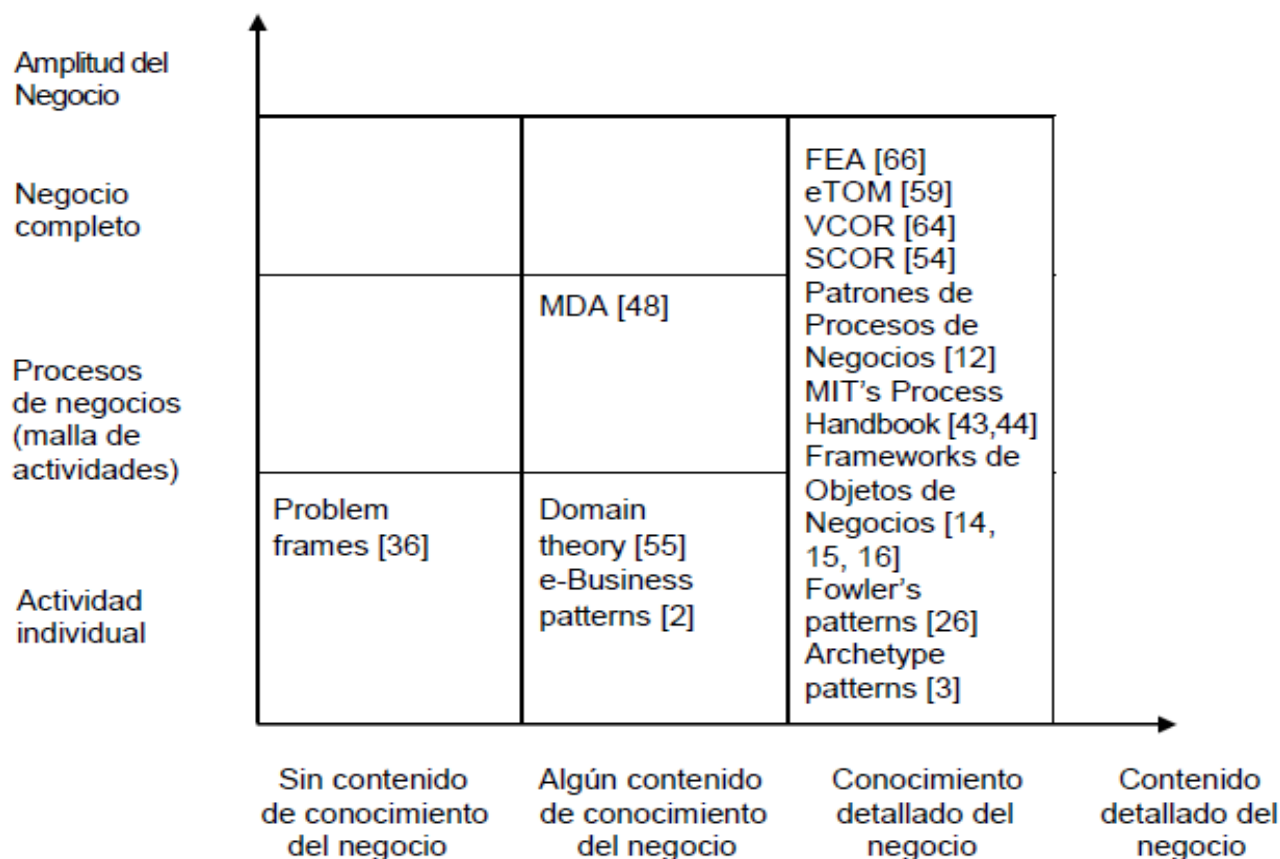 Amplitud del
Negocio
Negocio
completo
FEA [66]
eTOM [59]
VCOR [64]
SCOR [54]
Patrones de
Procesos de
Negocios [12]
MIT's Process
Handbook [43,44]
Frameworks de
Objetos de
Negocios [14,
15, 16]
Fowler's
patterns [26]
Archetype
patterns [3]
MDA [48]
Procesos
de negocios
(malla de
actividades)
Problem
frames [36]
Domain
theory [55]
e-Business
patterns [2]
Actividad
individual
Sin contenido
de conocimiento
del negocio
Algún contenido
de conocimiento
del negocio
Conocimiento
detallado del
negocio
Contenido
detallado del
negocio